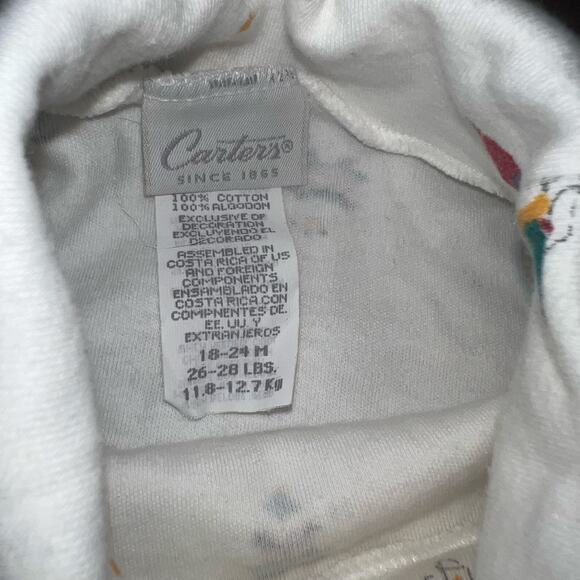 Carter's®
SINCE 1865
100% COTTON
100% ALGODON
EXCLUSIVE OF
DECORATION
EXCLUYENDO EL
DECORADO
ASSEMBLED IN
COSTA RICA OF US
AND FOREIGN
COMPONENTS
ENSAMBLADO EN
COSTA RICA CON
COMPNENTES DE
EE. UU. Y
EXTRANJEROS
18-24 M
26-28 LBS.
11.8-12.7 KG